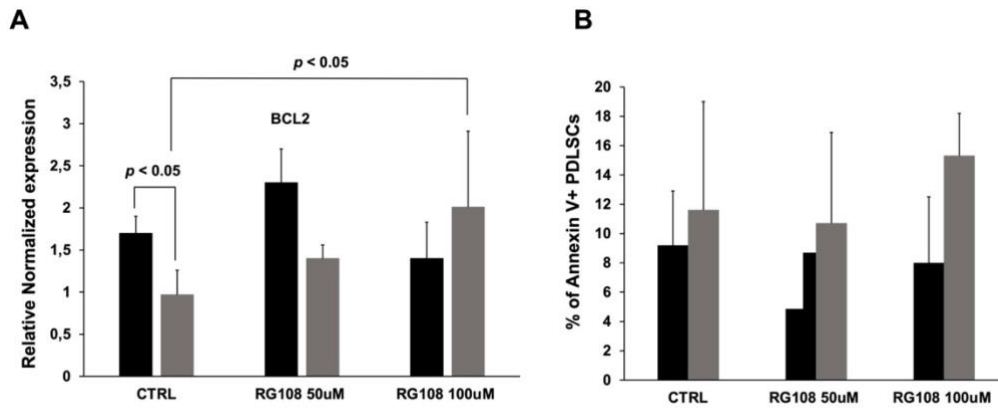 A
p < 0.05
BCL2
p < 0.05
Relative Normalized expression
3,5
3
2,5
2
1,5
1
0,5
0
CTRL
RG108 50uM
RG108 100uM
B
% of Annexin V+ PDLSCs
20
18
16
14
12
10
8
6
4
2
0
CTRL
RG108 50uM
RG108 100uM